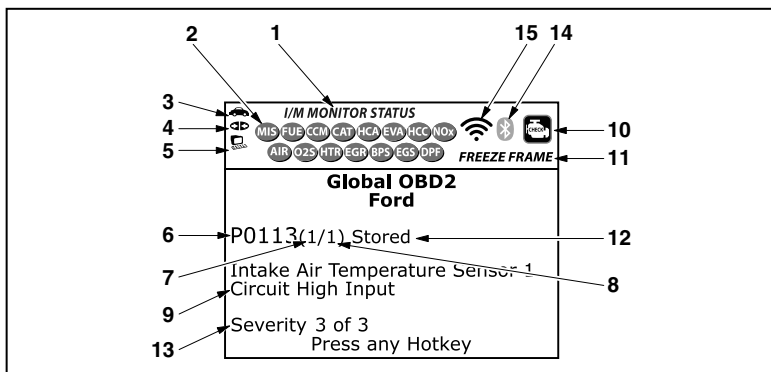 2 1 15 14
3
I/M MONITOR STATUS
4
MIS FUE CCM CAT HCA EVA HCC NOx
CHECK
10
5
AIR O2S HTR EGR BPS EGS DPF
FREEZE FRAME
11
Global OBD2
Ford
6
P0113(1/1) Stored
12
7
8
Intake Air Temperature Sensor 1
Circuit High Input
9
Severity 3 of 3
13
Press any Hotkey